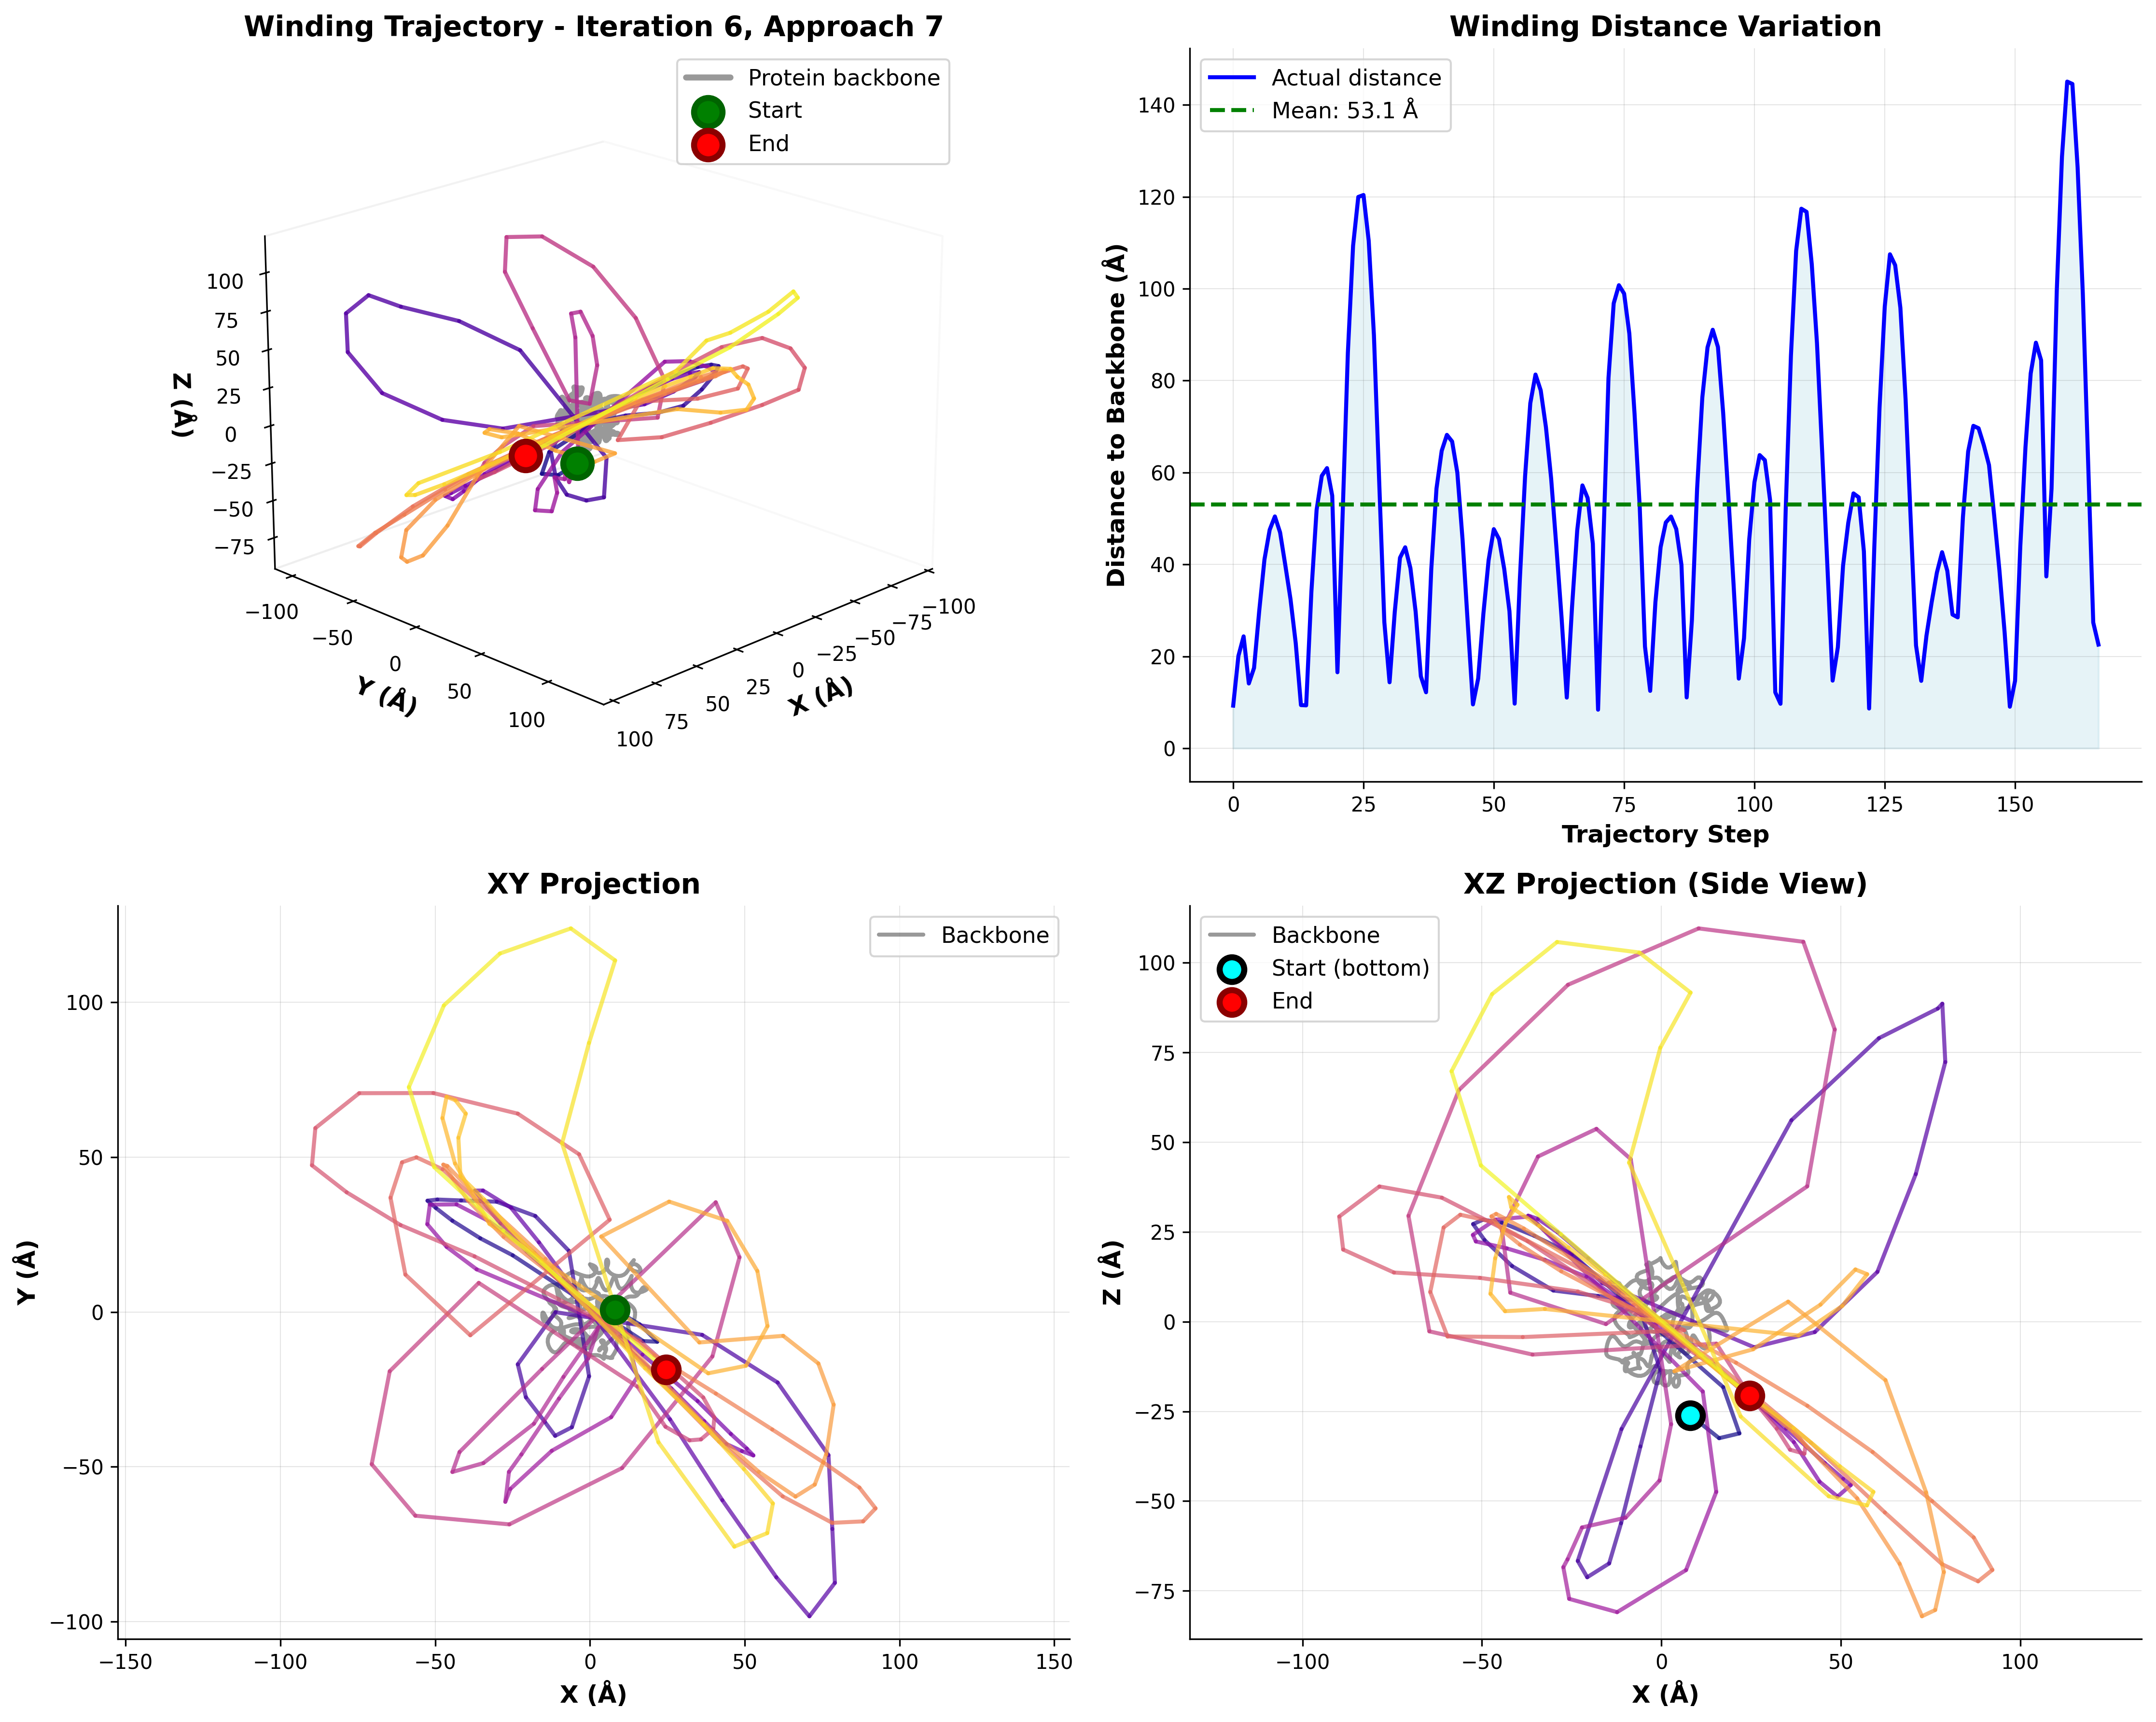 Winding Trajectory - Iteration 6, Approach 7
Protein backbone
Start
End
100
75
50
25
0
−25
−50
−75
Z (Å)
−100
−50
0
50
100
Y (Å)
100
75
50
25
0
−25
−50
−75
−100
X (Å)
Winding Distance Variation
Actual distance
Mean: 53.1 Å
140
120
100
80
60
40
20
0
Distance to Backbone (Å)
0
25
50
75
100
125
150
Trajectory Step
XY Projection
Backbone
100
50
0
−50
−100
Y (Å)
−150
−100
−50
0
50
100
150
X (Å)
XZ Projection (Side View)
Backbone
Start (bottom)
End
100
75
50
25
0
−25
−50
−75
Z (Å)
−100
−50
0
50
100
X (Å)